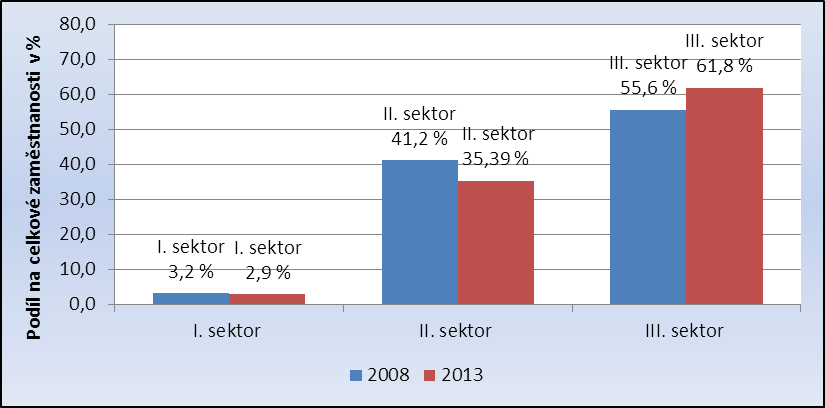 Podíl na celkové zaměstnanosti v %
80,0
70,0
60,0
50,0
40,0
30,0
20,0
10,0
0,0
I. sektor
3,2 %
I. sektor
2,9 %
II. sektor
41,2 %
II. sektor
35,39 %
III. sektor
55,6 %
III. sektor
61,8 %
I. sektor
II. sektor
III. sektor
2008
2013